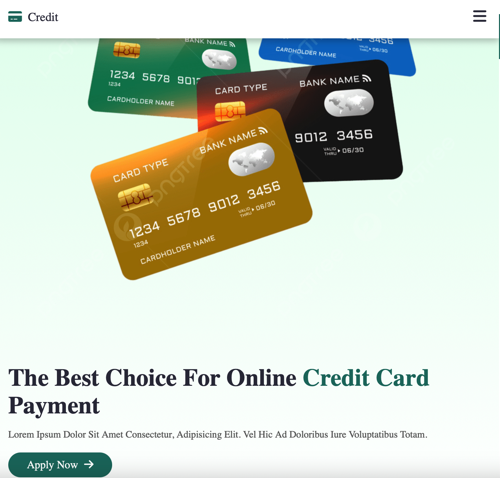 Credit
BANK NAME
1234 5678 90
1234
CARDHOLDER NAME
CARDHOLDER NAME
CARD TYPE
BANK NAME
9012 3456
VALID THRU 06/30
CARD TYPE
BANK NAME
1234 5678 9012 3456
1234
VALID THRU 06/30
CARDHOLDER NAME
The Best Choice For Online Credit Card
Payment
Lorem Ipsum Dolor Sit Amet Consectetur, Adipisicing Elit. Vel Hic Ad Doloribus Iure Voluptatibus Totam.
Apply Now